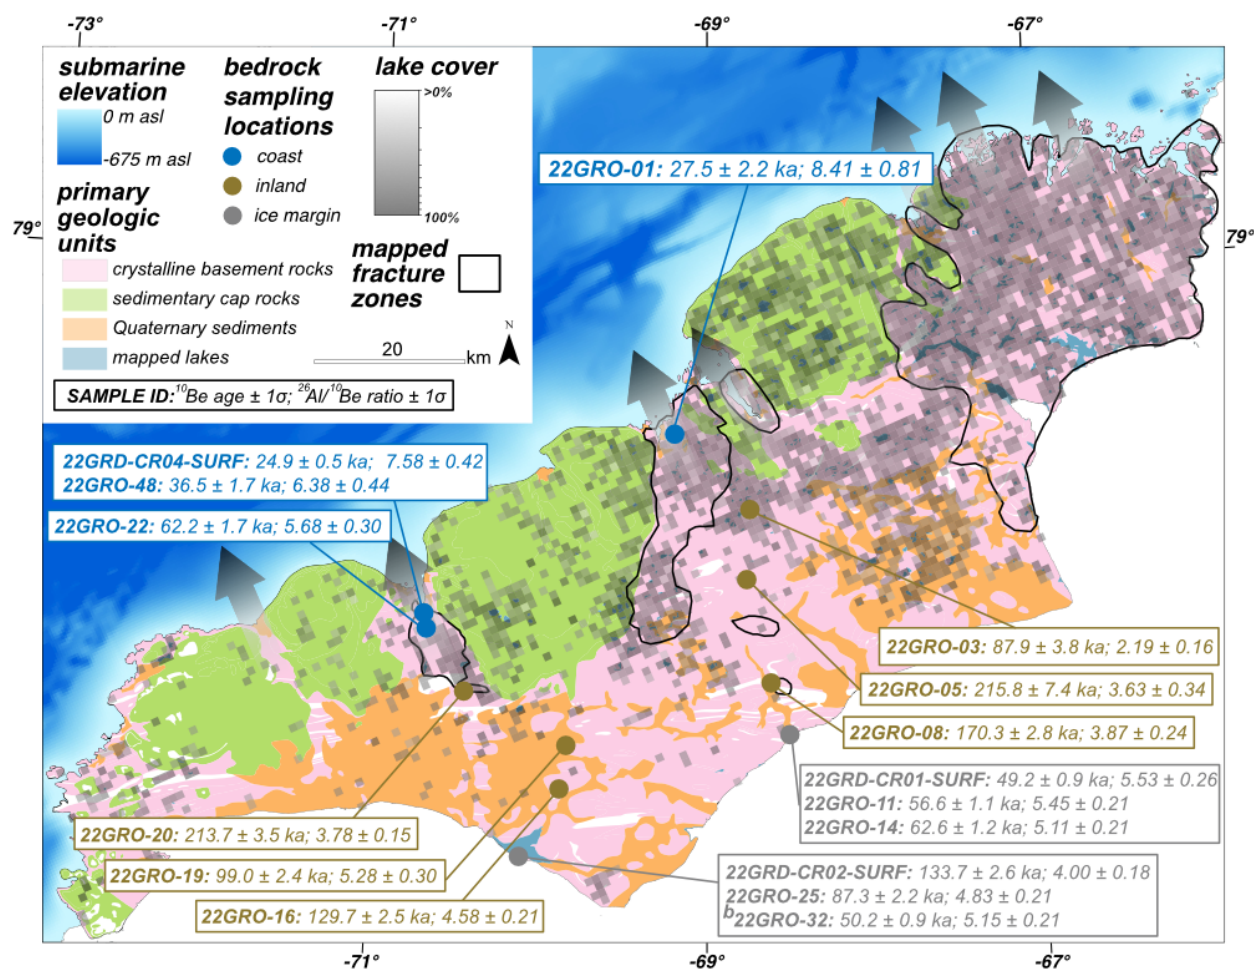 -73°
-71°
-69°
-67°
submarine elevation
0 m asl
-675 m asl
bedrock sampling locations
coast
inland
ice margin
lake cover
>0%
100%
primary geologic units
crystalline basement rocks
sedimentary cap rocks
Quaternary sediments
mapped lakes
mapped fracture zones
N
20
km
SAMPLE ID:10Be age ± 1σ; 26Al/10Be ratio ± 1σ
79°
79°
22GRO-01: 27.5 ± 2.2 ka; 8.41 ± 0.81
22GRD-CR04-SURF: 24.9 ± 0.5 ka; 7.58 ± 0.42
22GRO-48: 36.5 ± 1.7 ka; 6.38 ± 0.44
22GRO-22: 62.2 ± 1.7 ka; 5.68 ± 0.30
22GRO-03: 87.9 ± 3.8 ka; 2.19 ± 0.16
22GRO-05: 215.8 ± 7.4 ka; 3.63 ± 0.34
22GRO-08: 170.3 ± 2.8 ka; 3.87 ± 0.24
22GRD-CR01-SURF: 49.2 ± 0.9 ka; 5.53 ± 0.26
22GRO-11: 56.6 ± 1.1 ka; 5.45 ± 0.21
22GRO-14: 62.6 ± 1.2 ka; 5.11 ± 0.21
22GRO-20: 213.7 ± 3.5 ka; 3.78 ± 0.15
22GRO-19: 99.0 ± 2.4 ka; 5.28 ± 0.30
22GRO-16: 129.7 ± 2.5 ka; 4.58 ± 0.21
22GRD-CR02-SURF: 133.7 ± 2.6 ka; 4.00 ± 0.18
22GRO-25: 87.3 ± 2.2 ka; 4.83 ± 0.21
b22GRO-32: 50.2 ± 0.9 ka; 5.15 ± 0.21
-71°
-69°
-67°